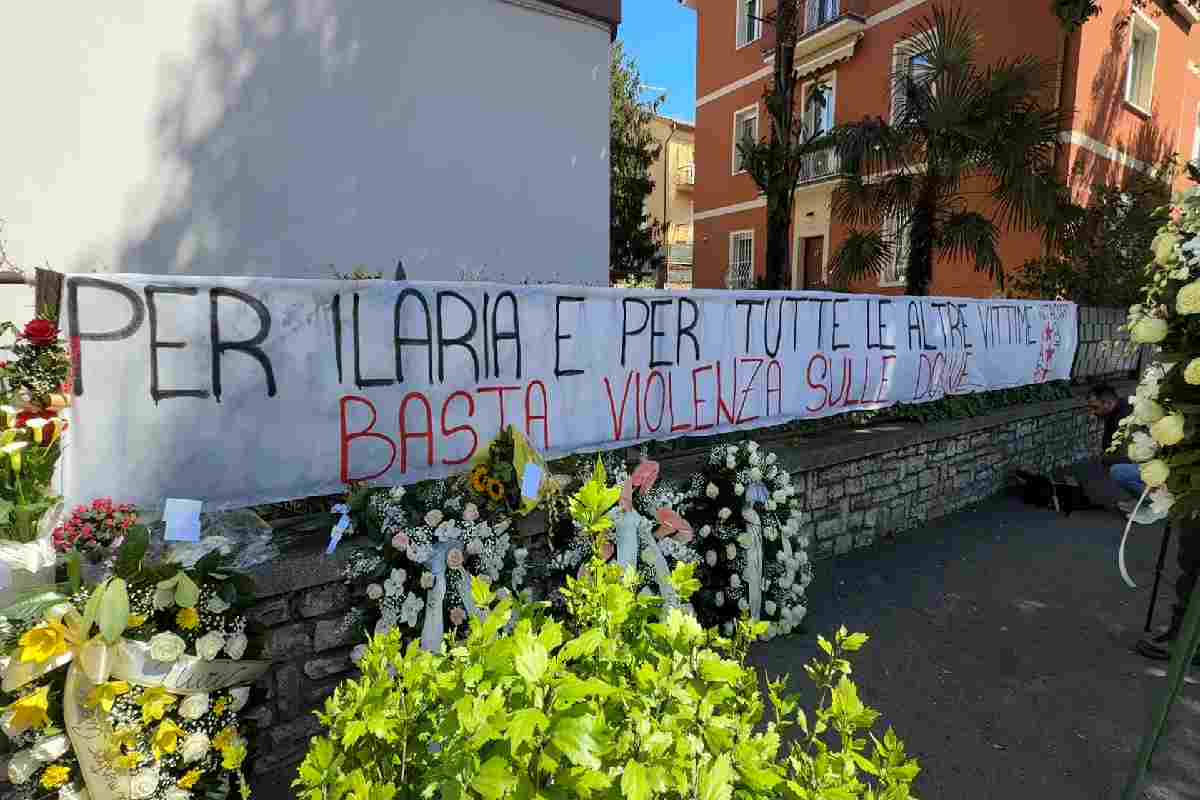 PER ILARIA E PER TUTTE LE ALTRE VITTIME
BASTA VIOLENZA SULLE DONNE